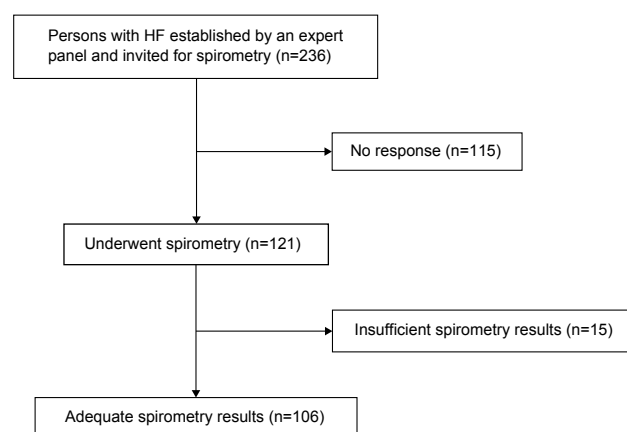 Persons with HF established by an expert
panel and invited for spirometry (n=236)
No response (n=115)
Underwent spirometry (n=121)
Insufficient spirometry results (n=15)
Adequate spirometry results (n=106)